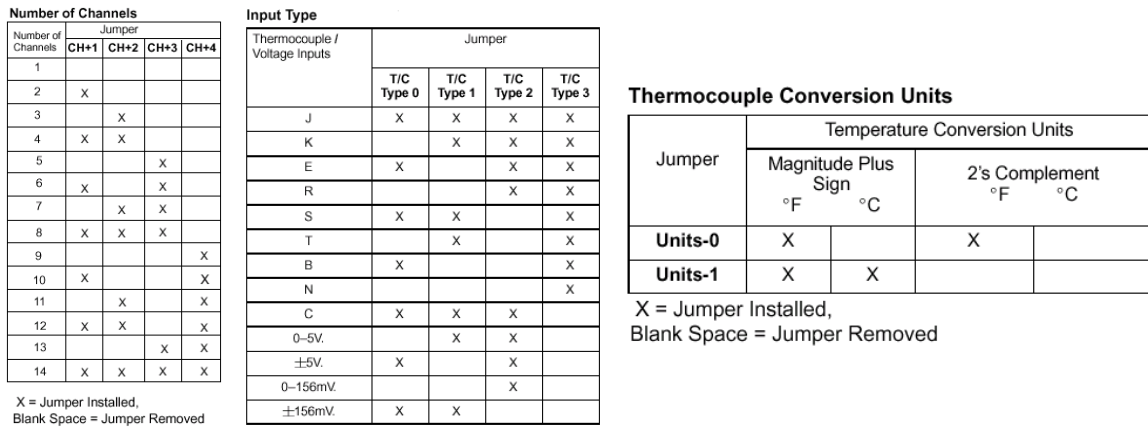 Number of Channels
Number of Channels Jumper
CH+1 CH+2 CH+3 CH+4
1
2 X
3 X
4 X X
5 X
6 X X
7 X X
8 X X X
9 X
10 X X
11 X X
12 X X X
13 X X
14 X X X X
X = Jumper Installed,
Blank Space = Jumper Removed
Input Type
Thermocouple / Jumper
Voltage Inputs
T/C Type 0 T/C Type 1 T/C Type 2 T/C Type 3
J X X X X
K X X X
E X X X
R X X
S X X X
T X X
B X X
N X
C X X X
0–5V. X X
±5V. X X
0–156mV. X
±156mV. X X
Thermocouple Conversion Units
Jumper Temperature Conversion Units
Magnitude Plus Sign 2's Complement
°F °C °F °C
Units-0 X X
Units-1 X X
X = Jumper Installed,
Blank Space = Jumper Removed